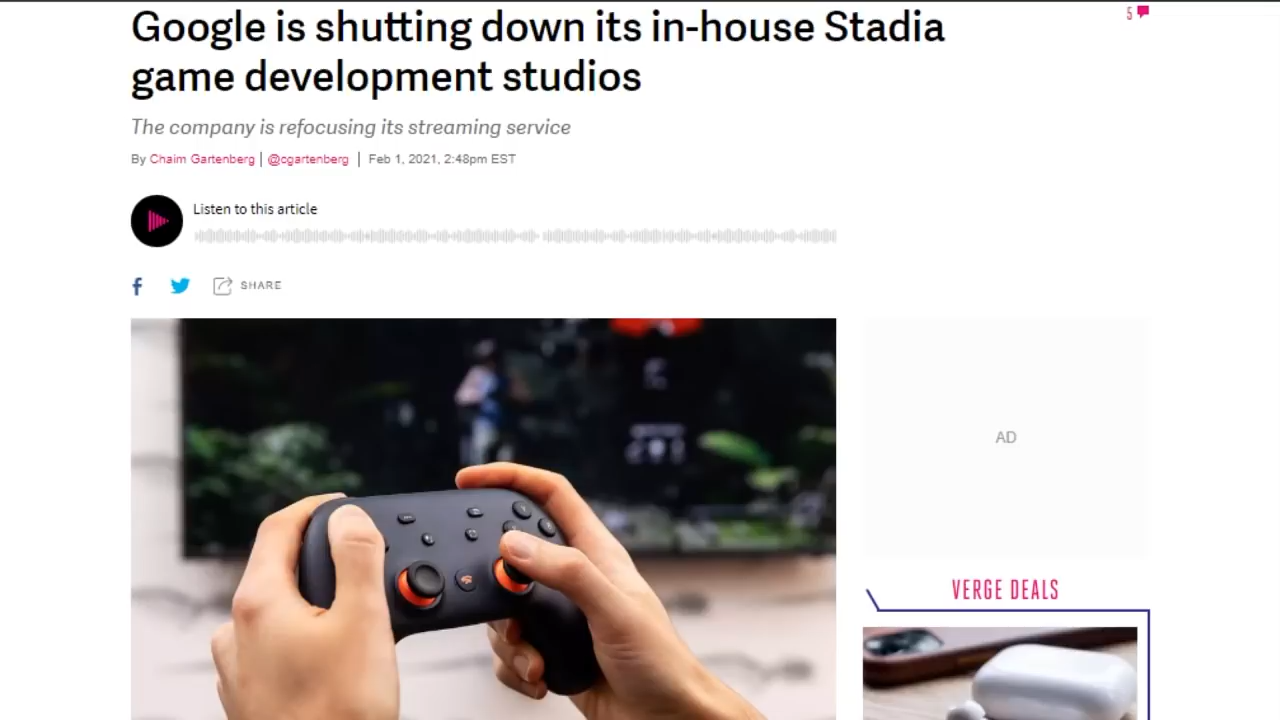 Google is shutting down its in-house Stadia
5
game development studios
The company is refocusing its streaming service
By Chaim Gartenberg | @cgartenberg | Feb 1, 2021, 2:48pm EST
Listen to this article
SHARE
AD
VERGE DEALS